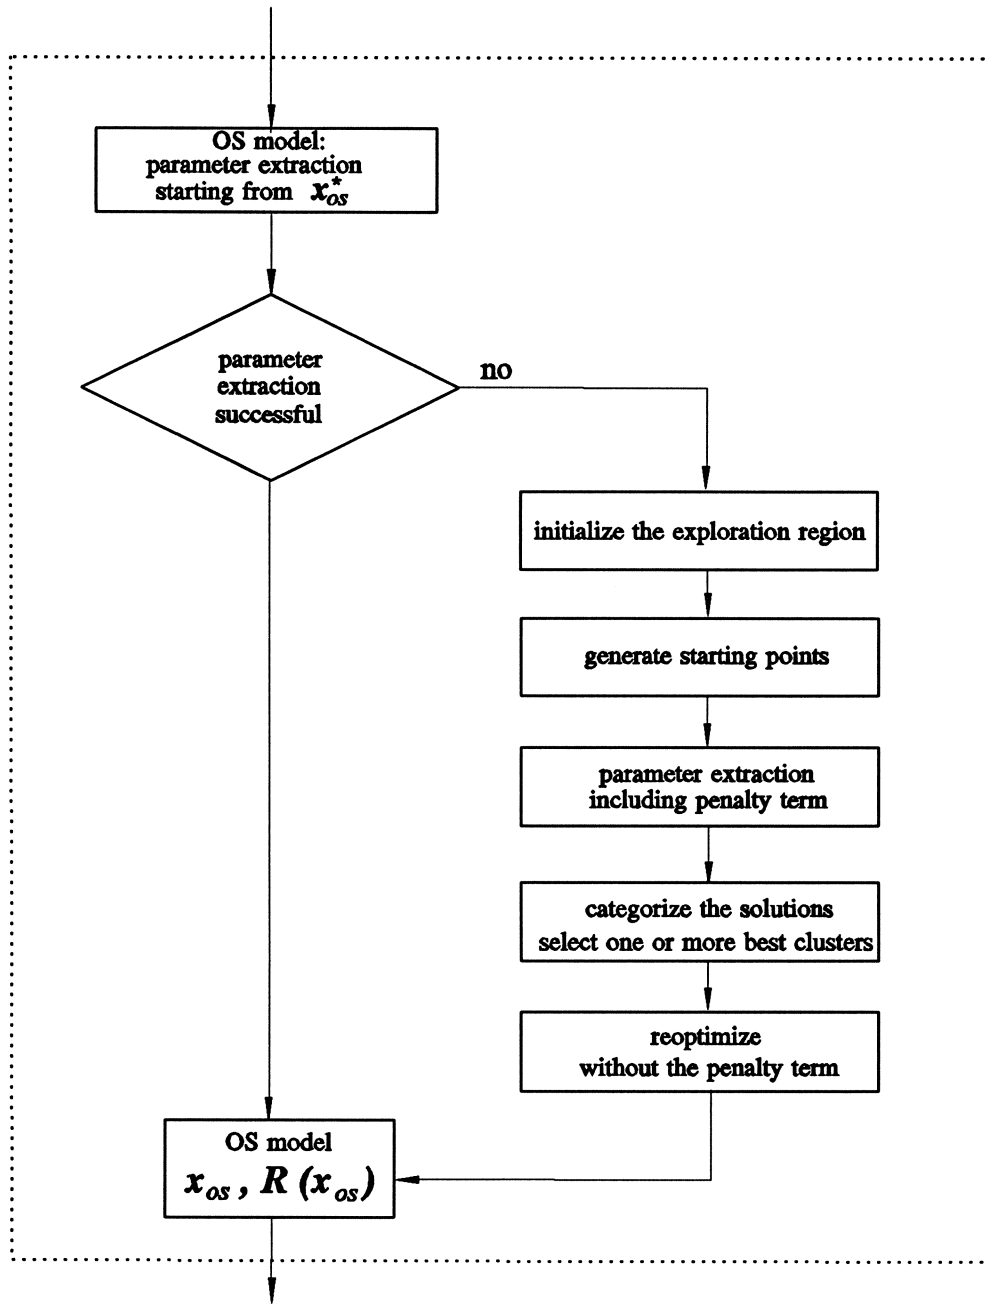 OS model:
parameter extraction
starting from x*os
parameter
extraction
successful
no
initialize the exploration region
generate starting points
parameter extraction
including penalty term
categorize the solutions
select one or more best clusters
reoptimize
without the penalty term
OS model
xos , R (xos)